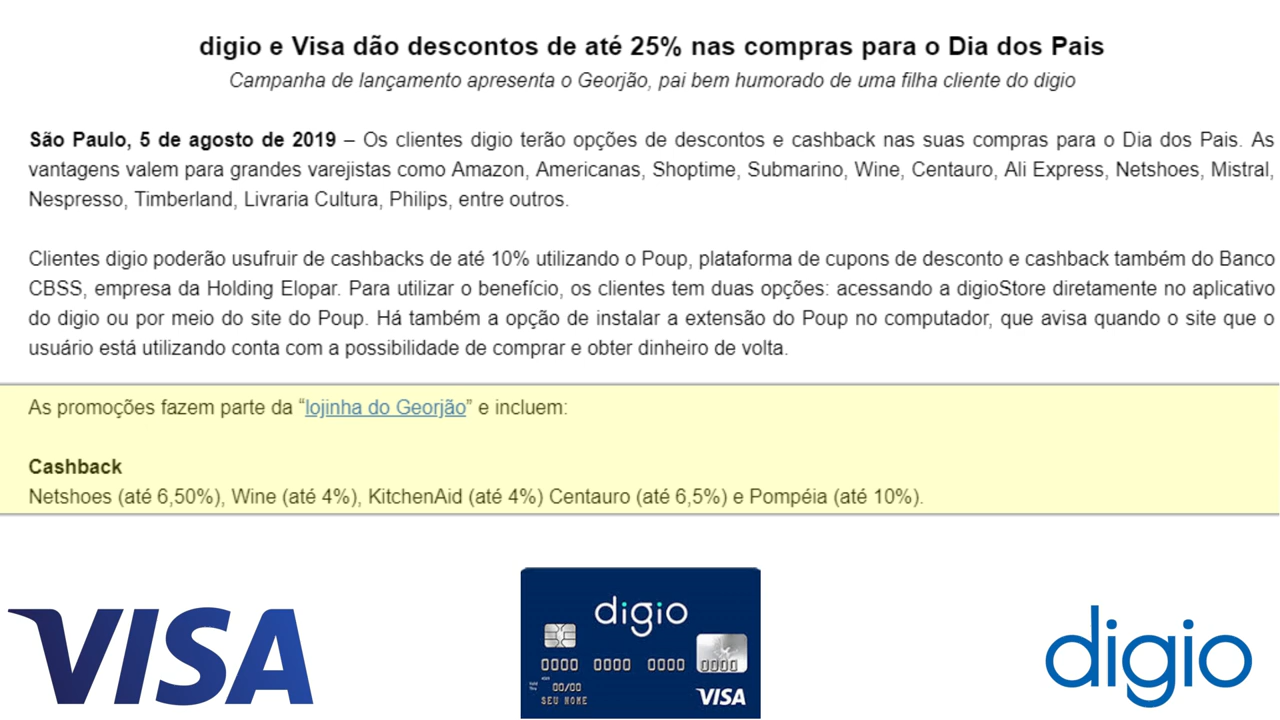 digio e Visa dão descontos de até 25% nas compras para o Dia dos Pais
Campanha de lançamento apresenta o Georjão, pai bem humorado de uma filha cliente do digio
São Paulo, 5 de agosto de 2019 – Os clientes digio terão opções de descontos e cashback nas suas compras para o Dia dos Pais. As
vantagens valem para grandes varejistas como Amazon, Americanas, Shoptime, Submarino, Wine, Centauro, Ali Express, Netshoes, Mistral,
Nespresso, Timberland, Livraria Cultura, Philips, entre outros.
Clientes digio poderão usufruir de cashbacks de até 10% utilizando o Poup, plataforma de cupons de desconto e cashback também do Banco
CBSS, empresa da Holding Elopar. Para utilizar o benefício, os clientes tem duas opções: acessando a digioStore diretamente no aplicativo
do digio ou por meio do site do Poup. Há também a opção de instalar a extensão do Poup no computador, que avisa quando o site que o
usuário está utilizando conta com a possibilidade de comprar e obter dinheiro de volta.
As promoções fazem parte da “lojinha do Georjão” e incluem:
Cashback
Netshoes (até 6,50%), Wine (até 4%), KitchenAid (até 4%) Centauro (até 6,5%) e Pompéia (até 10%).
VISA
digio
0000 0000 0000 0000
00/00
SEU NOME
VISA
digio